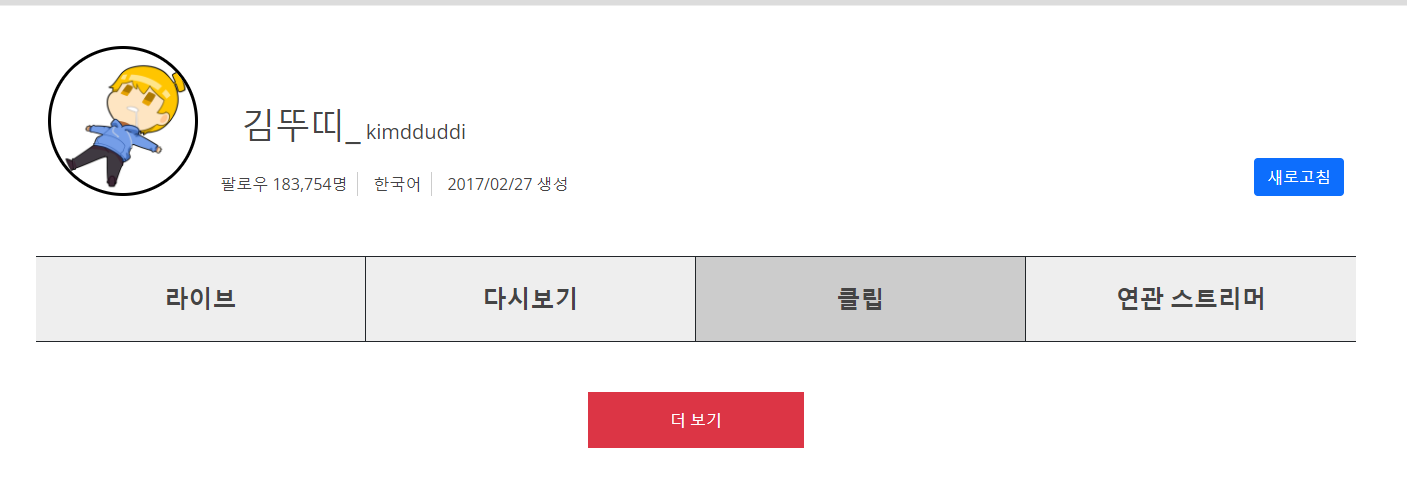 김뚜띠_ kimdduddi
팔로우 183,754명 한국어 2017/02/27 생성
새로고침
라이브 다시보기 클립 연관 스트리머
더 보기